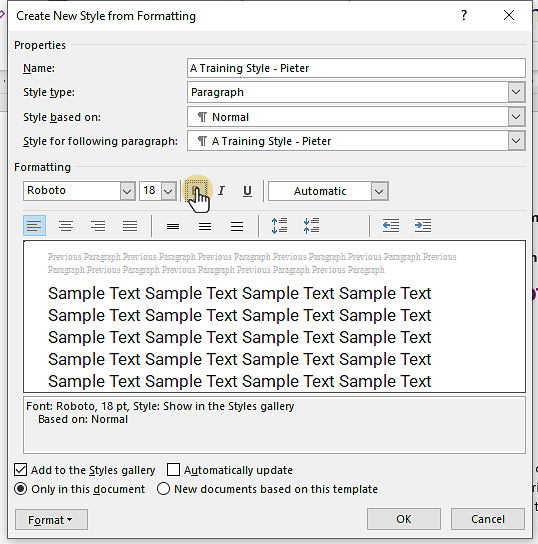 Create New Style from Formatting ?
Properties
Name: A Training Style - Pieter
Style type: Paragraph
Style based on: ¶ Normal
Style for following paragraph: ¶ A Training Style - Pieter
Formatting
Roboto 18 I U Automatic
Previous Paragraph Previous Paragraph Previous Paragraph Previous Paragraph Previous
Paragraph Previous Paragraph Previous Paragraph Previous Paragraph Previous Paragraph
Sample Text Sample Text Sample Text Sample Text
Sample Text Sample Text Sample Text Sample Text
Sample Text Sample Text Sample Text Sample Text
Sample Text Sample Text Sample Text Sample Text
Sample Text Sample Text Sample Text Sample Text
Font: Roboto, 18 pt, Style: Show in the Styles gallery
Based on: Normal
Add to the Styles gallery Automatically update
Only in this document New documents based on this template
Format OK Cancel